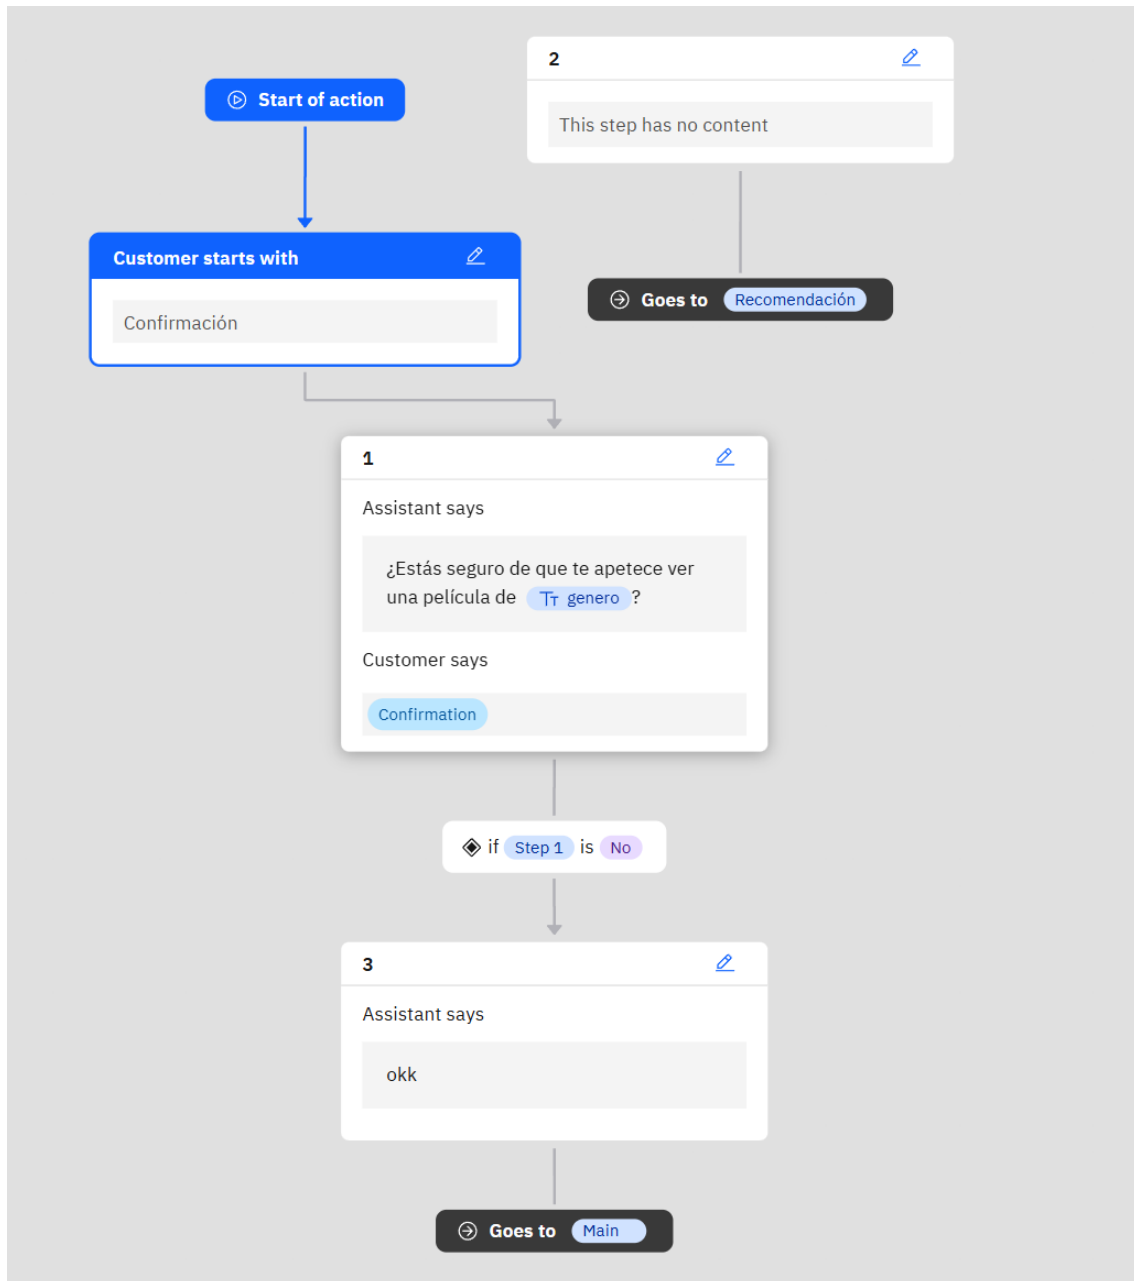 Start of action
2
This step has no content
Goes to Recomendación
Customer starts with
Confirmación
1
Assistant says
¿Estás seguro de que te apetece ver
una película de Tт genero ?
Customer says
Confirmation
if Step 1 is No
3
Assistant says
okk
Goes to Main